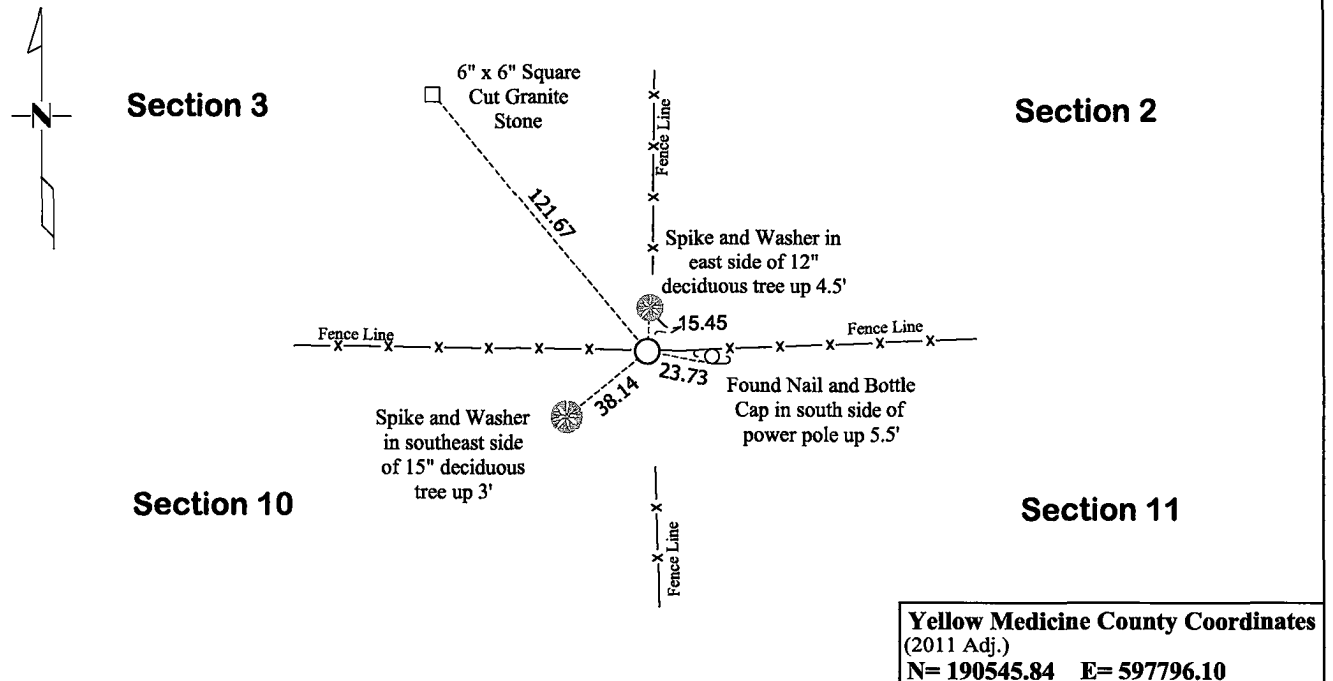 N
Section 3
6" x 6" Square
Cut Granite
Stone
Fence Line
Section 2
121.67
Spike and Washer in
east side of 12"
deciduous tree up 4.5'
15.45
Fence Line
Fence Line
23.73
38.14
Found Nail and Bottle
Cap in south side of
power pole up 5.5'
Spike and Washer
in southeast side
of 15" deciduous
tree up 3'
Section 10
Fence Line
Section 11
Yellow Medicine County Coordinates
(2011 Adj.)
N= 190545.84 E= 597796.10